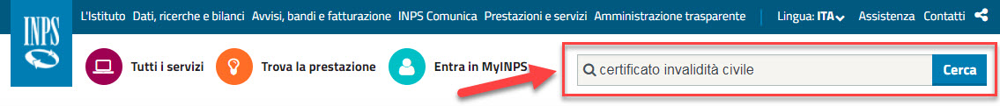 L'Istituto Dati, ricerche e bilanci Avvisi, bandi e fatturazione INPS Comunica Prestazioni e servizi Amministrazione trasparente Lingua: ITA Assistenza Contatti
INPS
Tutti i servizi Trova la prestazione Entra in MyINPS certificato invalidità civile Cerca